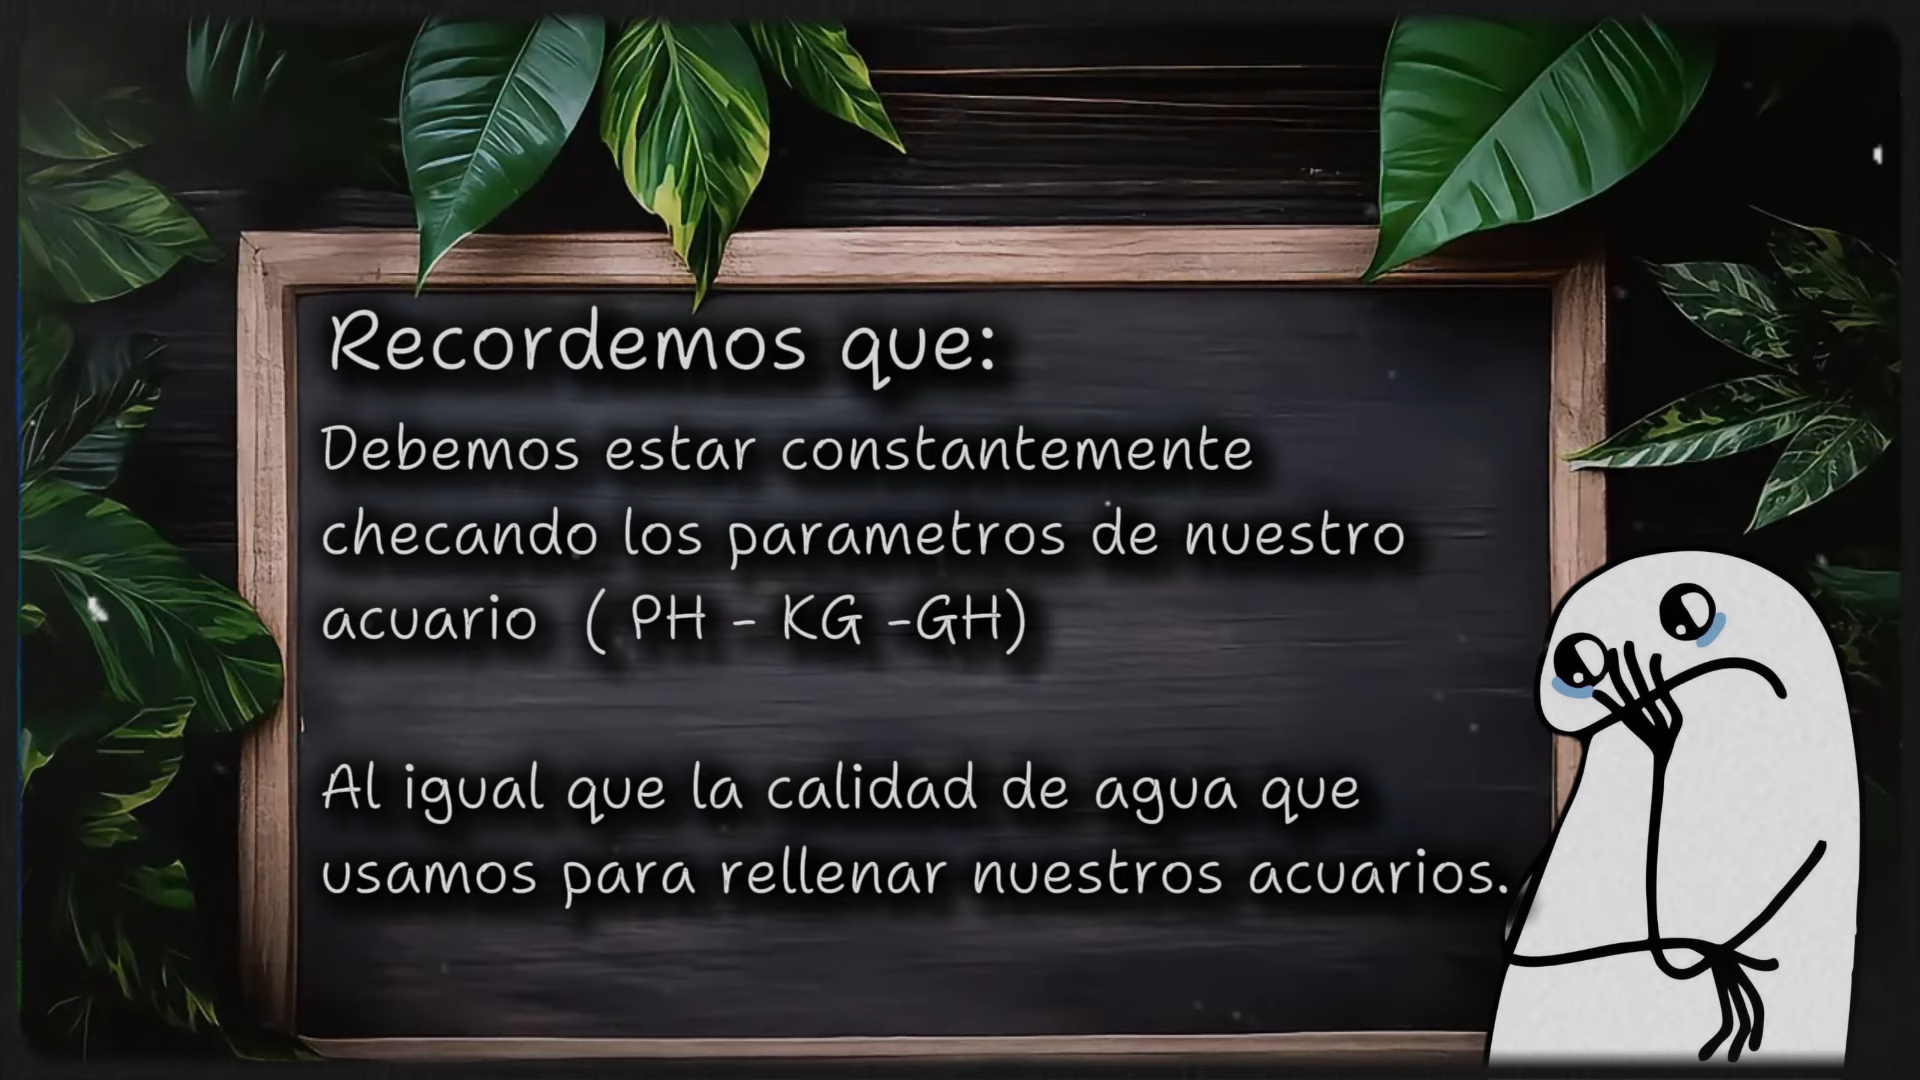 Recordemos que:
Debemos estar constantemente
checando los parametros de nuestro
acuario ( PH - KG -GH)
Al igual que la calidad de agua que
usamos para rellenar nuestros acuarios.